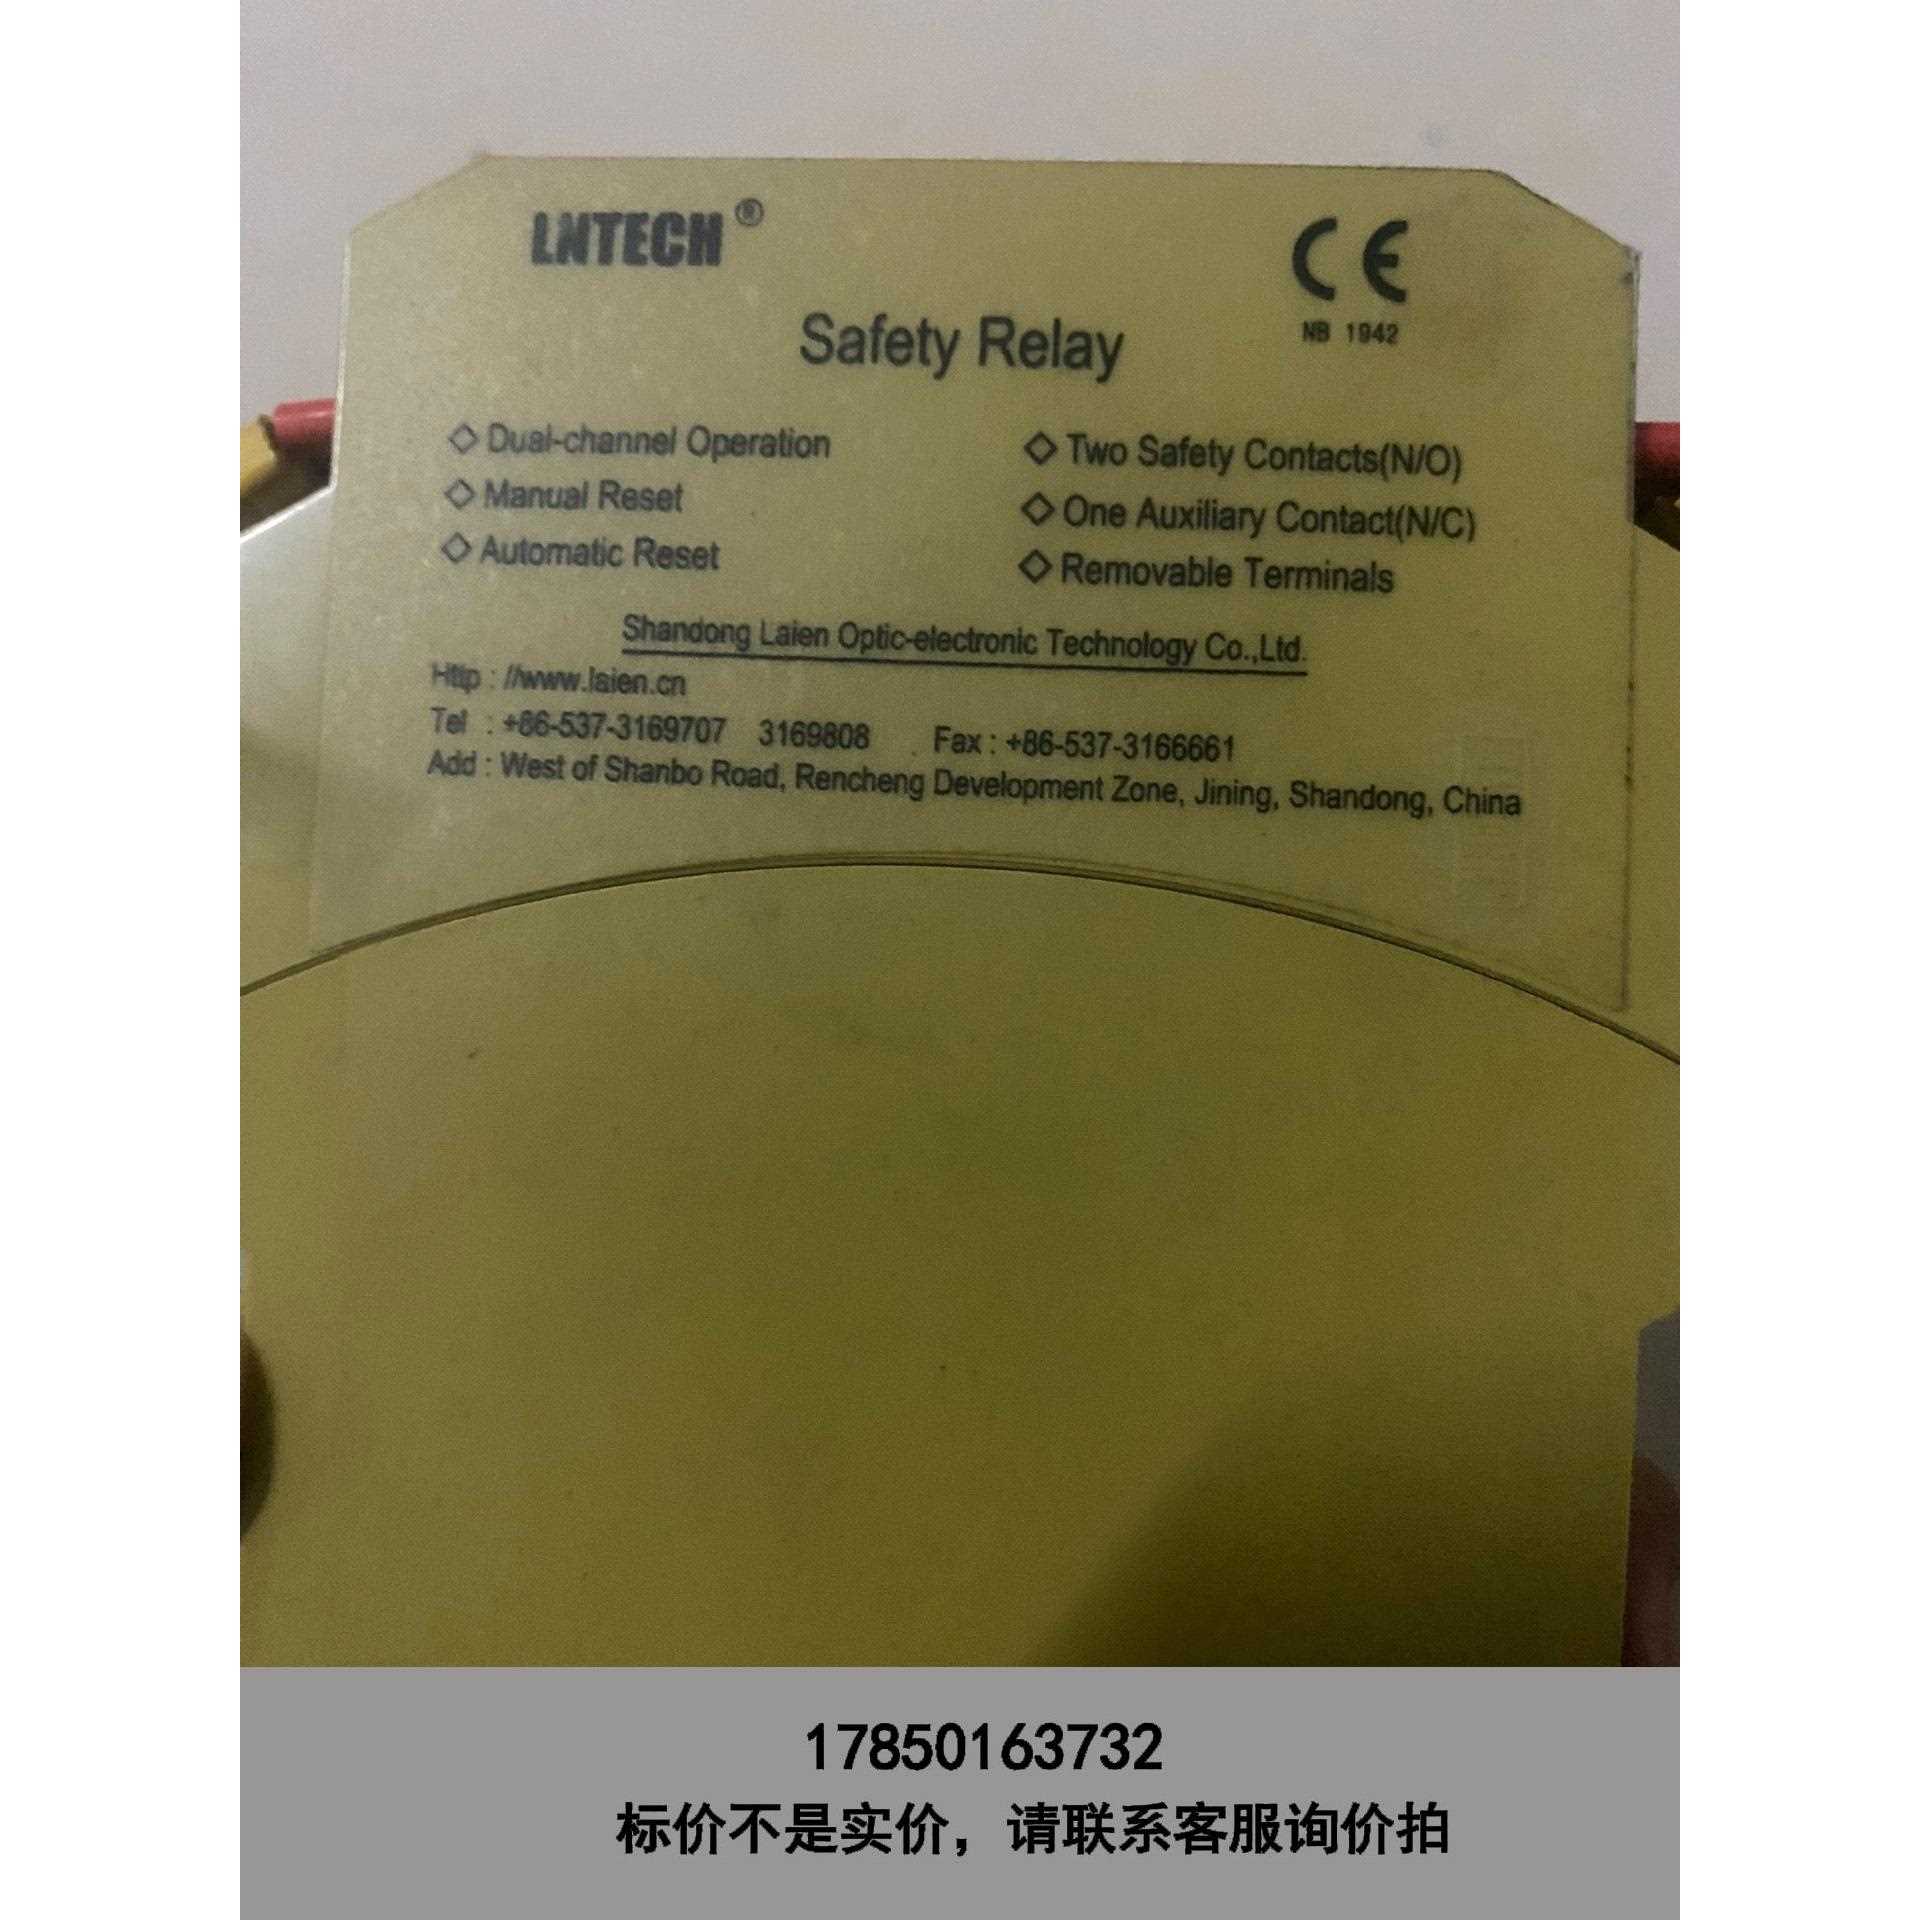 LNTECH®
CE
NB 1942
Safety Relay
◇ Dual-channel Operation
◇ Manual Reset
◇ Automatic Reset
◇ Two Safety Contacts(N/O)
◇ One Auxiliary Contact(N/C)
◇ Removable Terminals
Shandong Laien Optic-electronic Technology Co.,Ltd.
Http : //www.laien.cn
Tel : +86-537-3169707 3169808 Fax : +86-537-3166661
Add : West of Shanbo Road, Rencheng Development Zone, Jining, Shandong, China
17850163732
标价不是实价，请联系客服询价拍